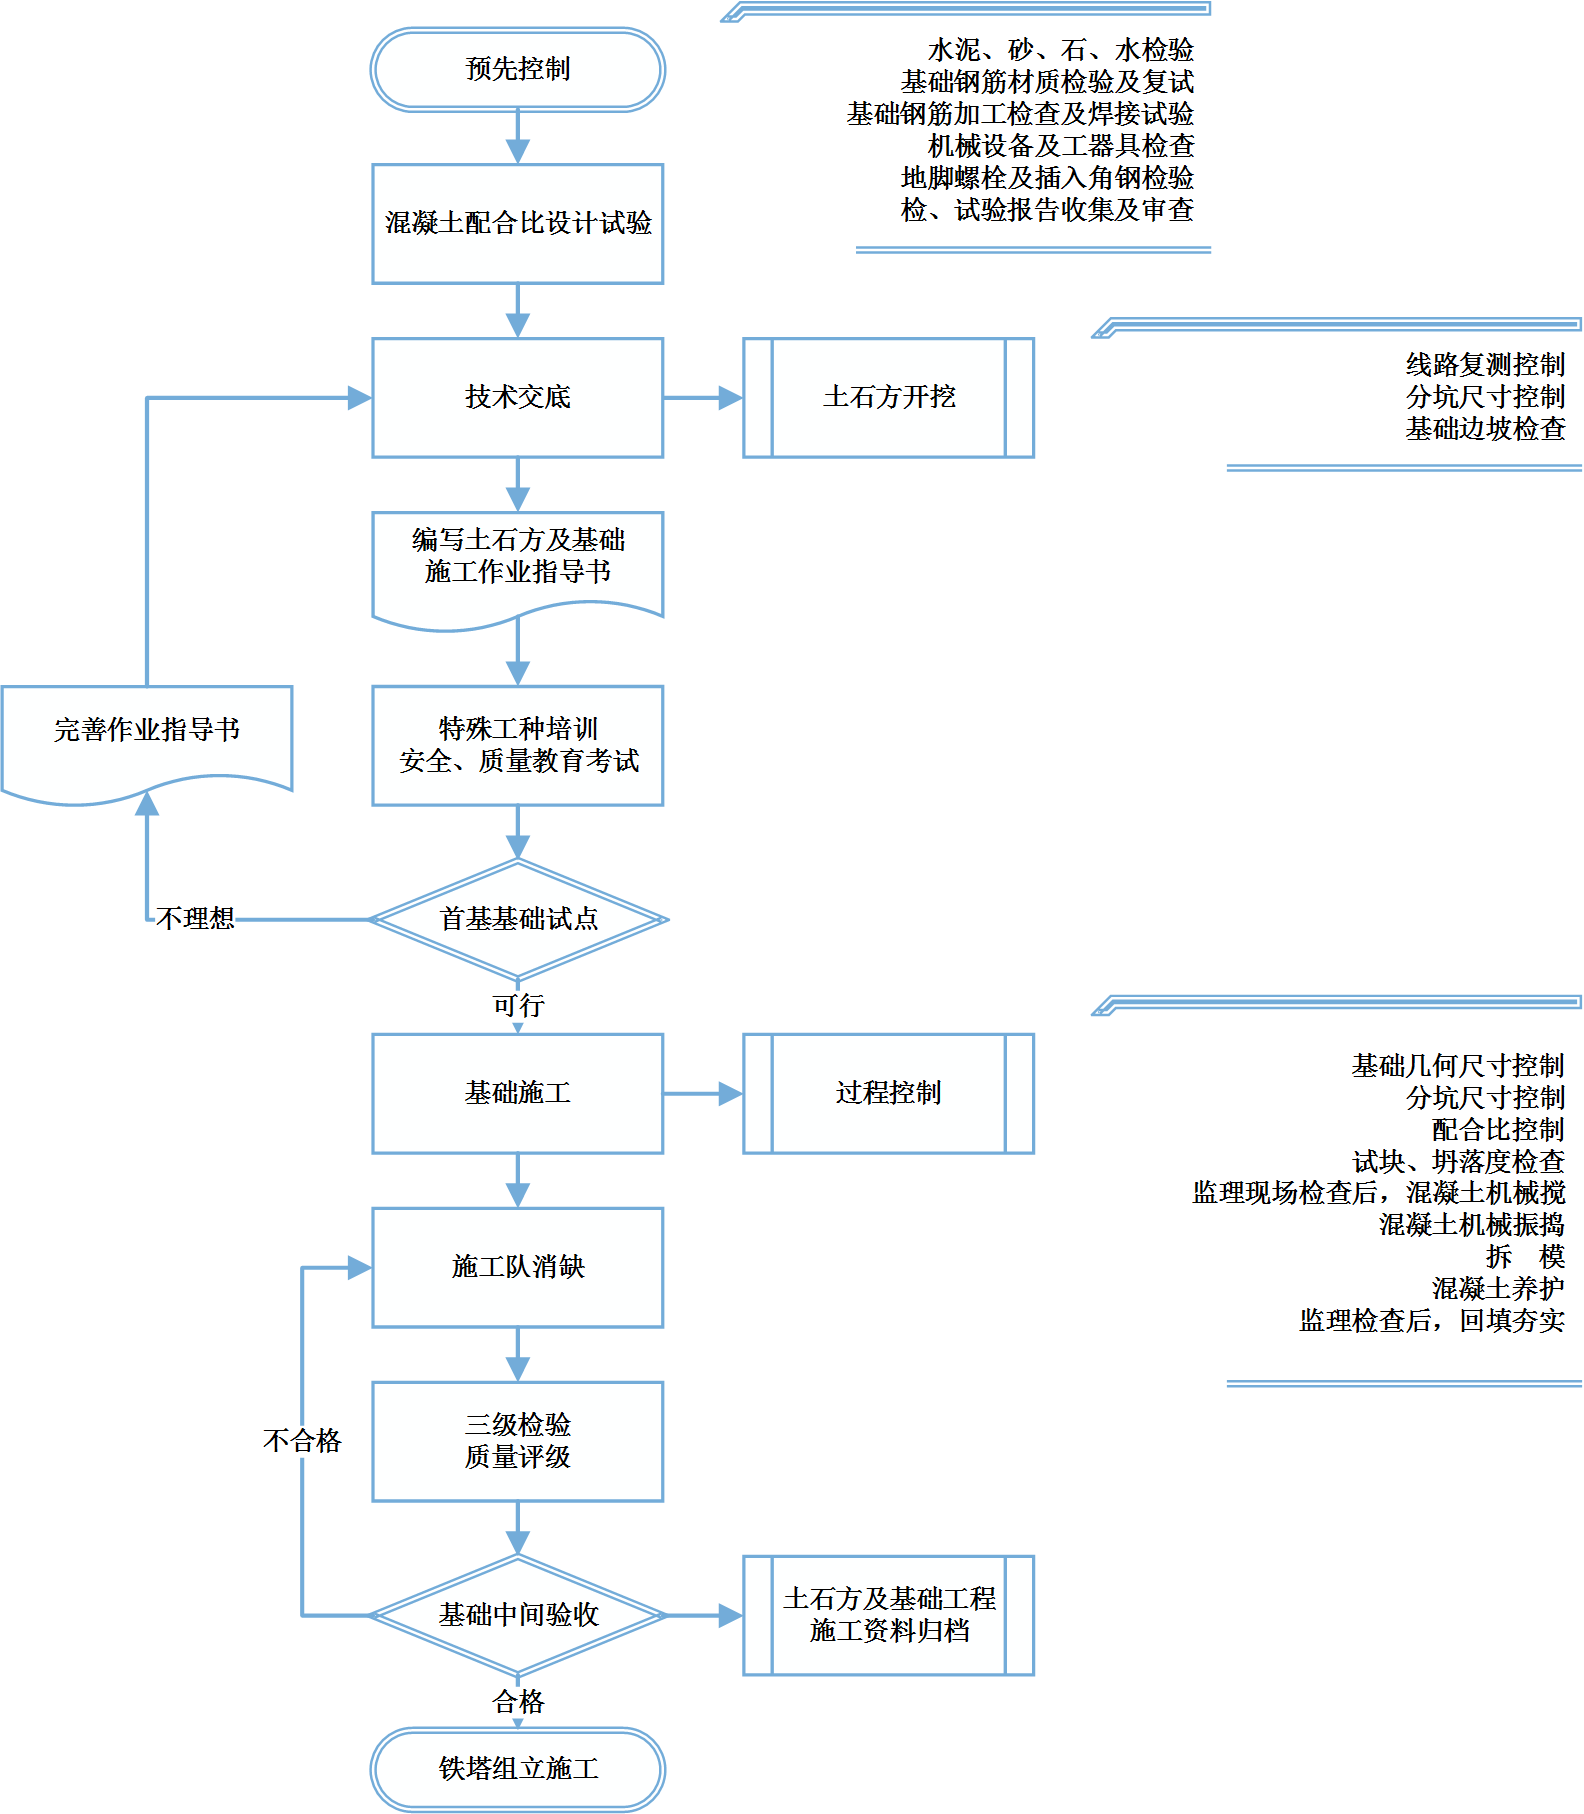 预先控制
水泥、砂、石、水检验
基础钢筋材质检验及复试
基础钢筋加工检查及焊接试验
机械设备及工器具检查
地脚螺栓及插入角钢检验
检、试验报告收集及审查
混凝土配合比设计试验
技术交底
土石方开挖
线路复测控制
分坑尺寸控制
基础边坡检查
编写土石方及基础
施工作业指导书
完善作业指导书
特殊工种培训
安全、质量教育考试
不理想
首基基础试点
可行
基础施工
过程控制
基础几何尺寸控制
分坑尺寸控制
配合比控制
试块、坍落度检查
监理现场检查后，混凝土机械搅
混凝土机械振捣
拆　模
混凝土养护
监理检查后，回填夯实
施工队消缺
不合格
三级检验
质量评级
基础中间验收
土石方及基础工程
施工资料归档
合格
铁塔组立施工